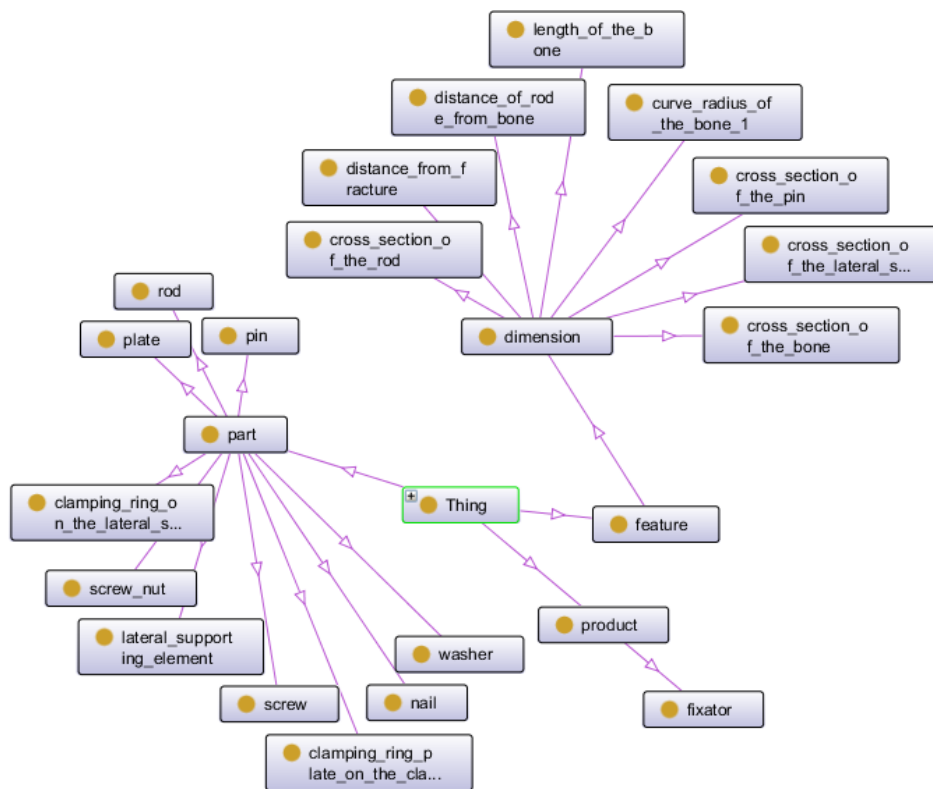 length_of_the_b
one
distance_of_rod
e_from_bone
curve_radius_of
_the_bone_1
distance_from_f
racture
cross_section_o
f_the_pin
cross_section_o
f_the_rod
cross_section_o
f_the_lateral_s...
rod
plate
pin
dimension
cross_section_o
f_the_bone
part
clamping_ring_o
n_the_lateral_s...
Thing
feature
screw_nut
lateral_support
ing_element
product
washer
screw
nail
fixator
clamping_ring_p
late_on_the_cla...